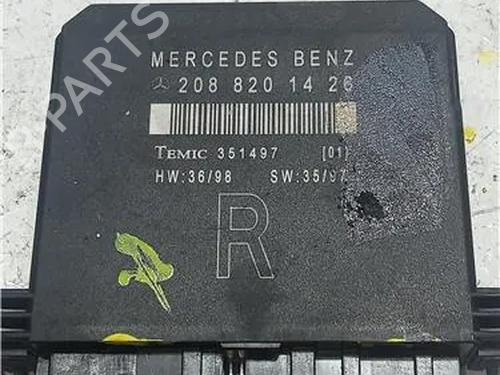 MERCEDES BENZ
208 820 14 26
TEMIC 351497 [01]
HW:36/98 SW:35/97
R
PARTS